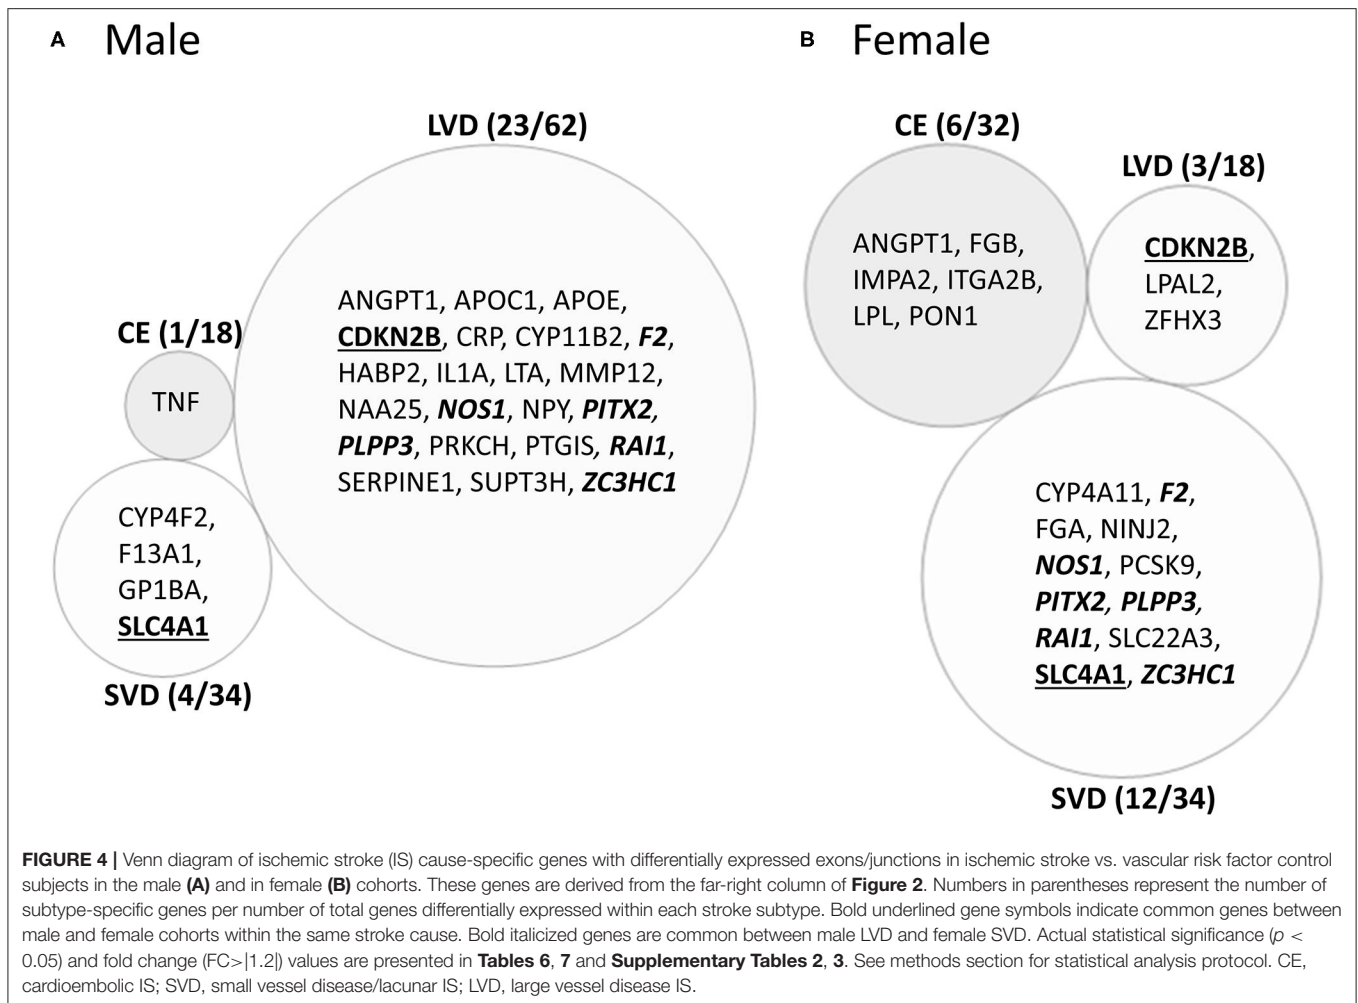 A Male
LVD (23/62)
ANGPT1, APOC1, APOE,
CDKN2B, CRP, CYP11B2, F2,
HABP2, IL1A, LTA, MMP12,
NAA25, NOS1, NPY, PITX2,
PLPP3, PRKCH, PTGIS, RAI1,
SERPINE1, SUPT3H, ZC3HC1
CE (1/18)
TNF
CYP4F2,
F13A1,
GP1BA,
SLC4A1
SVD (4/34)
B Female
CE (6/32)
ANGPT1, FGB,
IMPA2, ITGA2B,
LPL, PON1
LVD (3/18)
CDKN2B,
LPAL2,
ZFHX3
CYP4A11, F2,
FGA, NINJ2,
NOS1, PCSK9,
PITX2, PLPP3,
RAI1, SLC22A3,
SLC4A1, ZC3HC1
SVD (12/34)
FIGURE 4 | Venn diagram of ischemic stroke (IS) cause-specific genes with differentially expressed exons/junctions in ischemic stroke vs. vascular risk factor control
subjects in the male (A) and in female (B) cohorts. These genes are derived from the far-right column of Figure 2. Numbers in parentheses represent the number of
subtype-specific genes per number of total genes differentially expressed within each stroke subtype. Bold underlined gene symbols indicate common genes between
male and female cohorts within the same stroke cause. Bold italicized genes are common between male LVD and female SVD. Actual statistical significance (p <
0.05) and fold change (FC>|1.2|) values are presented in Tables 6, 7 and Supplementary Tables 2, 3. See methods section for statistical analysis protocol. CE,
cardioembolic IS; SVD, small vessel disease/lacunar IS; LVD, large vessel disease IS.